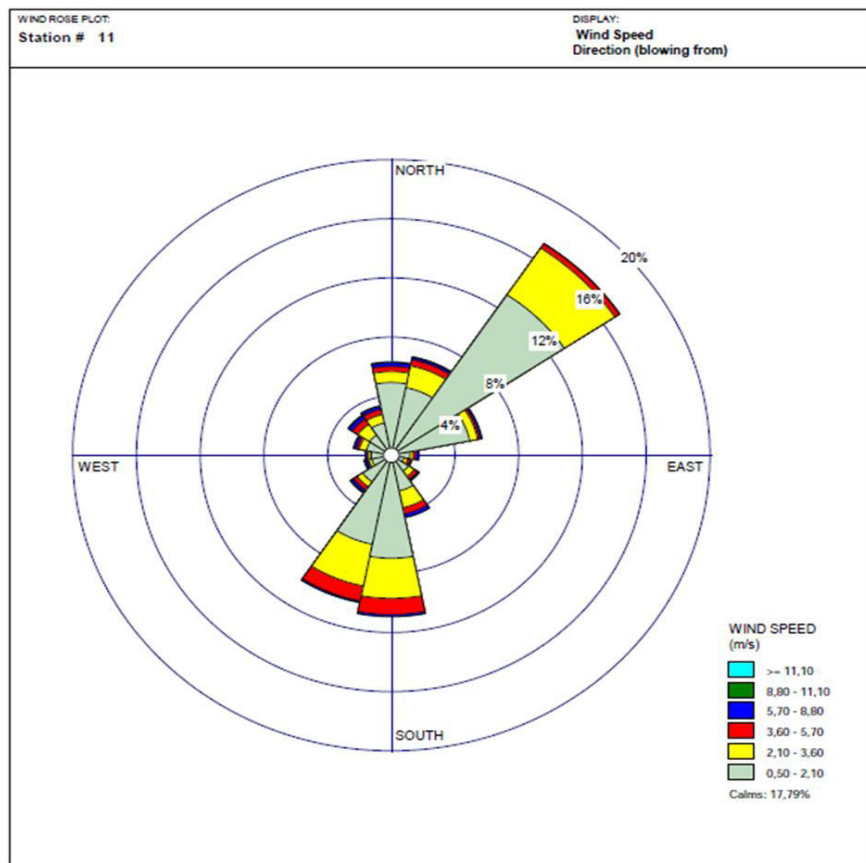 WIND ROSE PLOT:
Station # 11
DISPLAY:
Wind Speed
Direction (blowing from)
NORTH
20%
16%
12%
8%
4%
WEST
EAST
SOUTH
WIND SPEED
(m/s)
>= 11,10
8,80 - 11,10
5,70 - 8,80
3,60 - 5,70
2,10 - 3,60
0,50 - 2,10
Calms: 17,79%